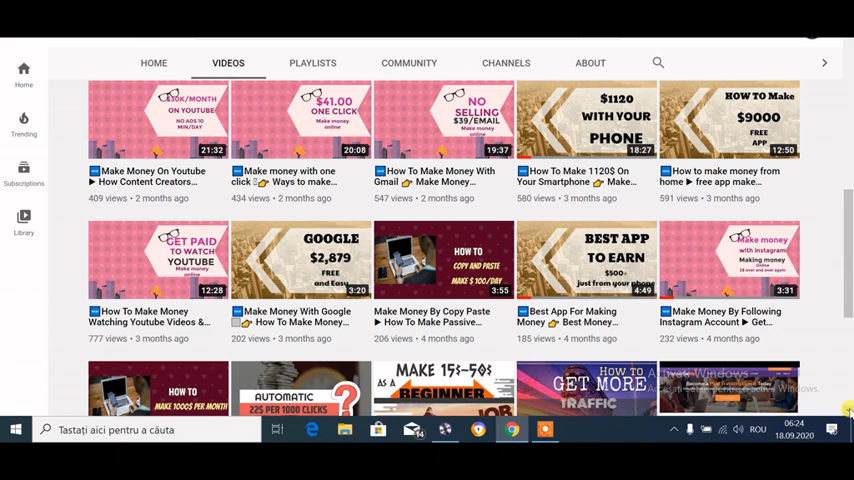 HOME VIDEOS PLAYLISTS COMMUNITY CHANNELS ABOUT
Home
Trending
Subscriptions
Library
$30K/MONTH
ON YOUTUBE
NO ADS 10
MIN/DAY
21:32
Make Money On Youtube
▶ How Content Creators...
409 views • 2 months ago
$41.00
ONE CLICK
Make money
online
20:08
Make money with one
click 👉 Ways to make...
434 views • 2 months ago
NO
SELLING
$39/EMAIL
Make money
online
19:37
How To Make Money With
Gmail 👉 Make Money...
547 views • 2 months ago
$1120
WITH YOUR
PHONE
18:27
How To Make 1120$ On
Your Smartphone 👉 Make...
580 views • 3 months ago
HOW TO Make
$9000
FREE
APP
12:50
How to make money from
home ▶ free app make...
591 views • 3 months ago
GET PAID
TO WATCH
YOUTUBE
Make money
online
12:28
How To Make Money
Watching Youtube Videos &...
777 views • 3 months ago
GOOGLE
$2,879
FREE
and Easy
3:20
Make Money With Google
👉 How To Make Money...
202 views • 3 months ago
HOW TO
COPY AND PASTE
MAKE $ 100/DAY
3:55
Make Money By Copy Paste
▶ How To Make Passive...
206 views • 4 months ago
BEST APP
TO EARN
$500+
just from your phone
4:49
Best App For Making
Money 👉 Best Money...
185 views • 4 months ago
Make money
with instagram
Making money
Online
3:31
Make Money By Following
Instagram Account ▶ Get...
232 views • 4 months ago
HOW TO
MAKE 1000$ PER MONTH
AUTOMATIC
22$ PER 1000 CLICKS
MAKE 15$-50$
AS A
BEGINNER
JOB
HOW TO
GET MORE
TRAFFIC
Activați Windows
Become a Paid Transcriptionist Today
Tastați aici pentru a căuta
14
ROU
06:24
18.09.2020